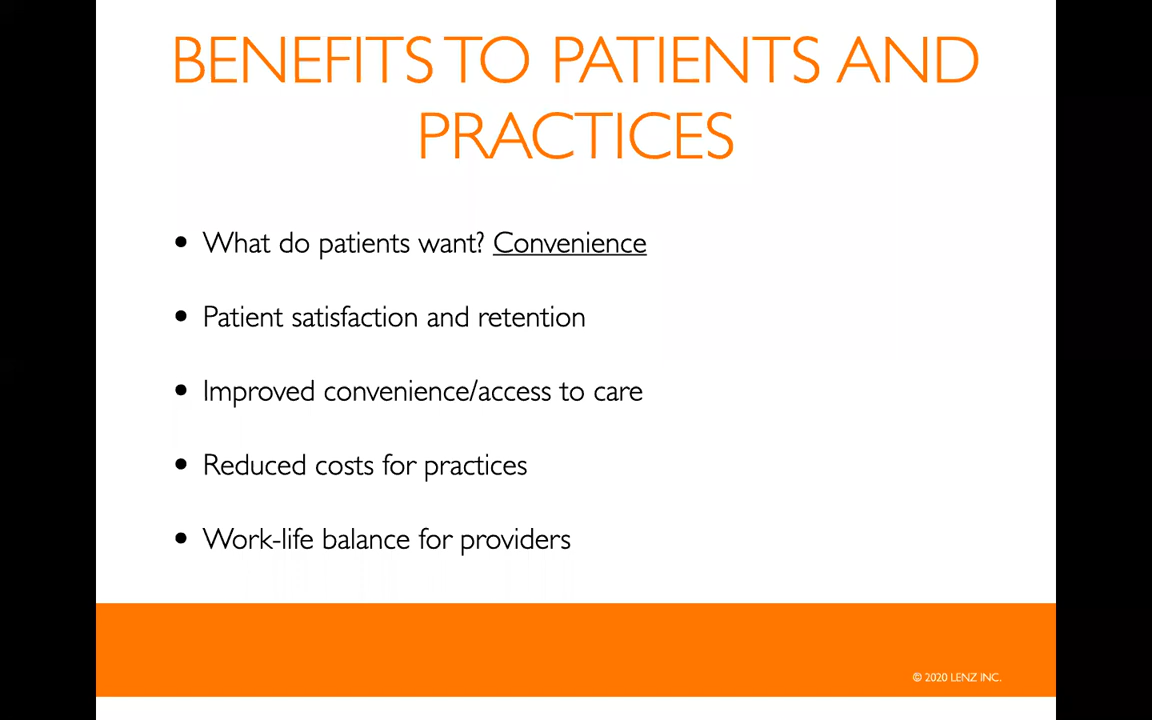 BENEFITS TO PATIENTS AND
PRACTICES
• What do patients want? Convenience
• Patient satisfaction and retention
• Improved convenience/access to care
• Reduced costs for practices
• Work-life balance for providers
© 2020 LENZ INC.